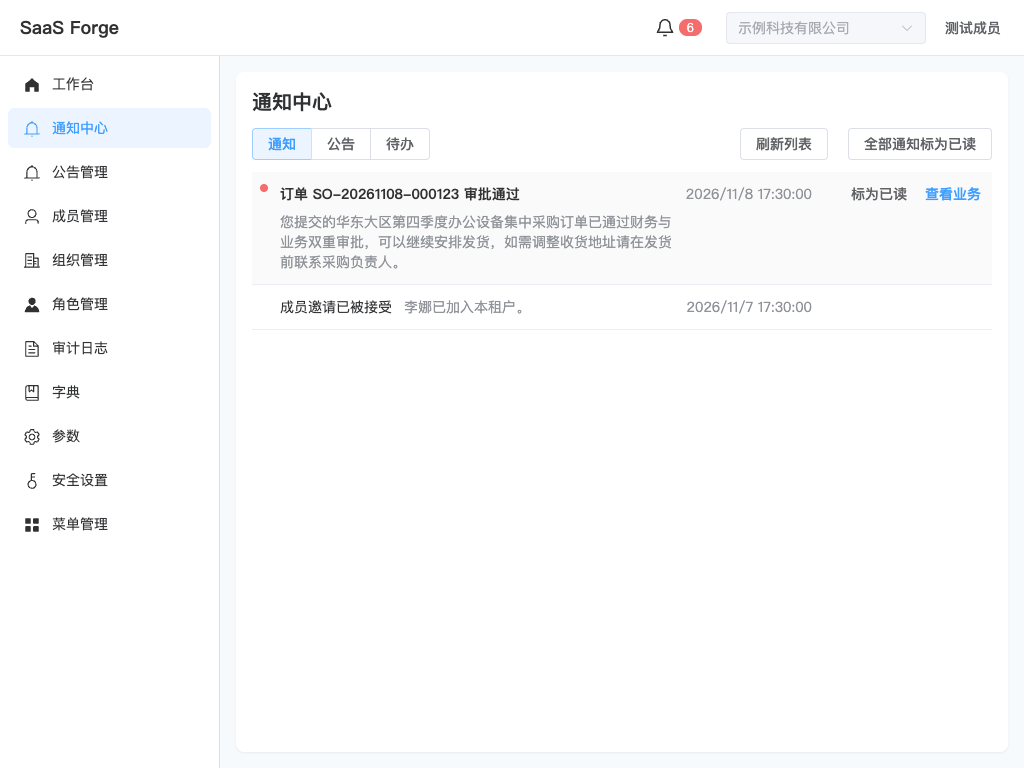 SaaS Forge
6
示例科技有限公司
测试成员
工作台
通知中心
公告管理
成员管理
组织管理
角色管理
审计日志
字典
参数
安全设置
菜单管理
通知中心
通知 公告 待办
刷新列表 全部通知标为已读
订单 SO-20261108-000123 审批通过 2026/11/8 17:30:00 标为已读 查看业务
您提交的华东大区第四季度办公设备集中采购订单已通过财务与
业务双重审批，可以继续安排发货，如需调整收货地址请在发货
前联系采购负责人。
成员邀请已被接受 李娜已加入本租户。 2026/11/7 17:30:00